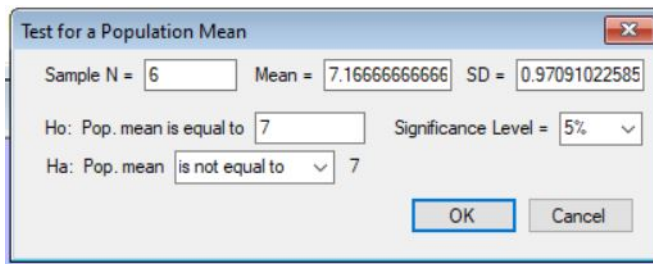 Test for a Population Mean
Sample N = 6 Mean = 7.16666666666 SD = 0.97091022585
Ho: Pop. mean is equal to 7 Significance Level = 5%
Ha: Pop. mean is not equal to 7
OK Cancel